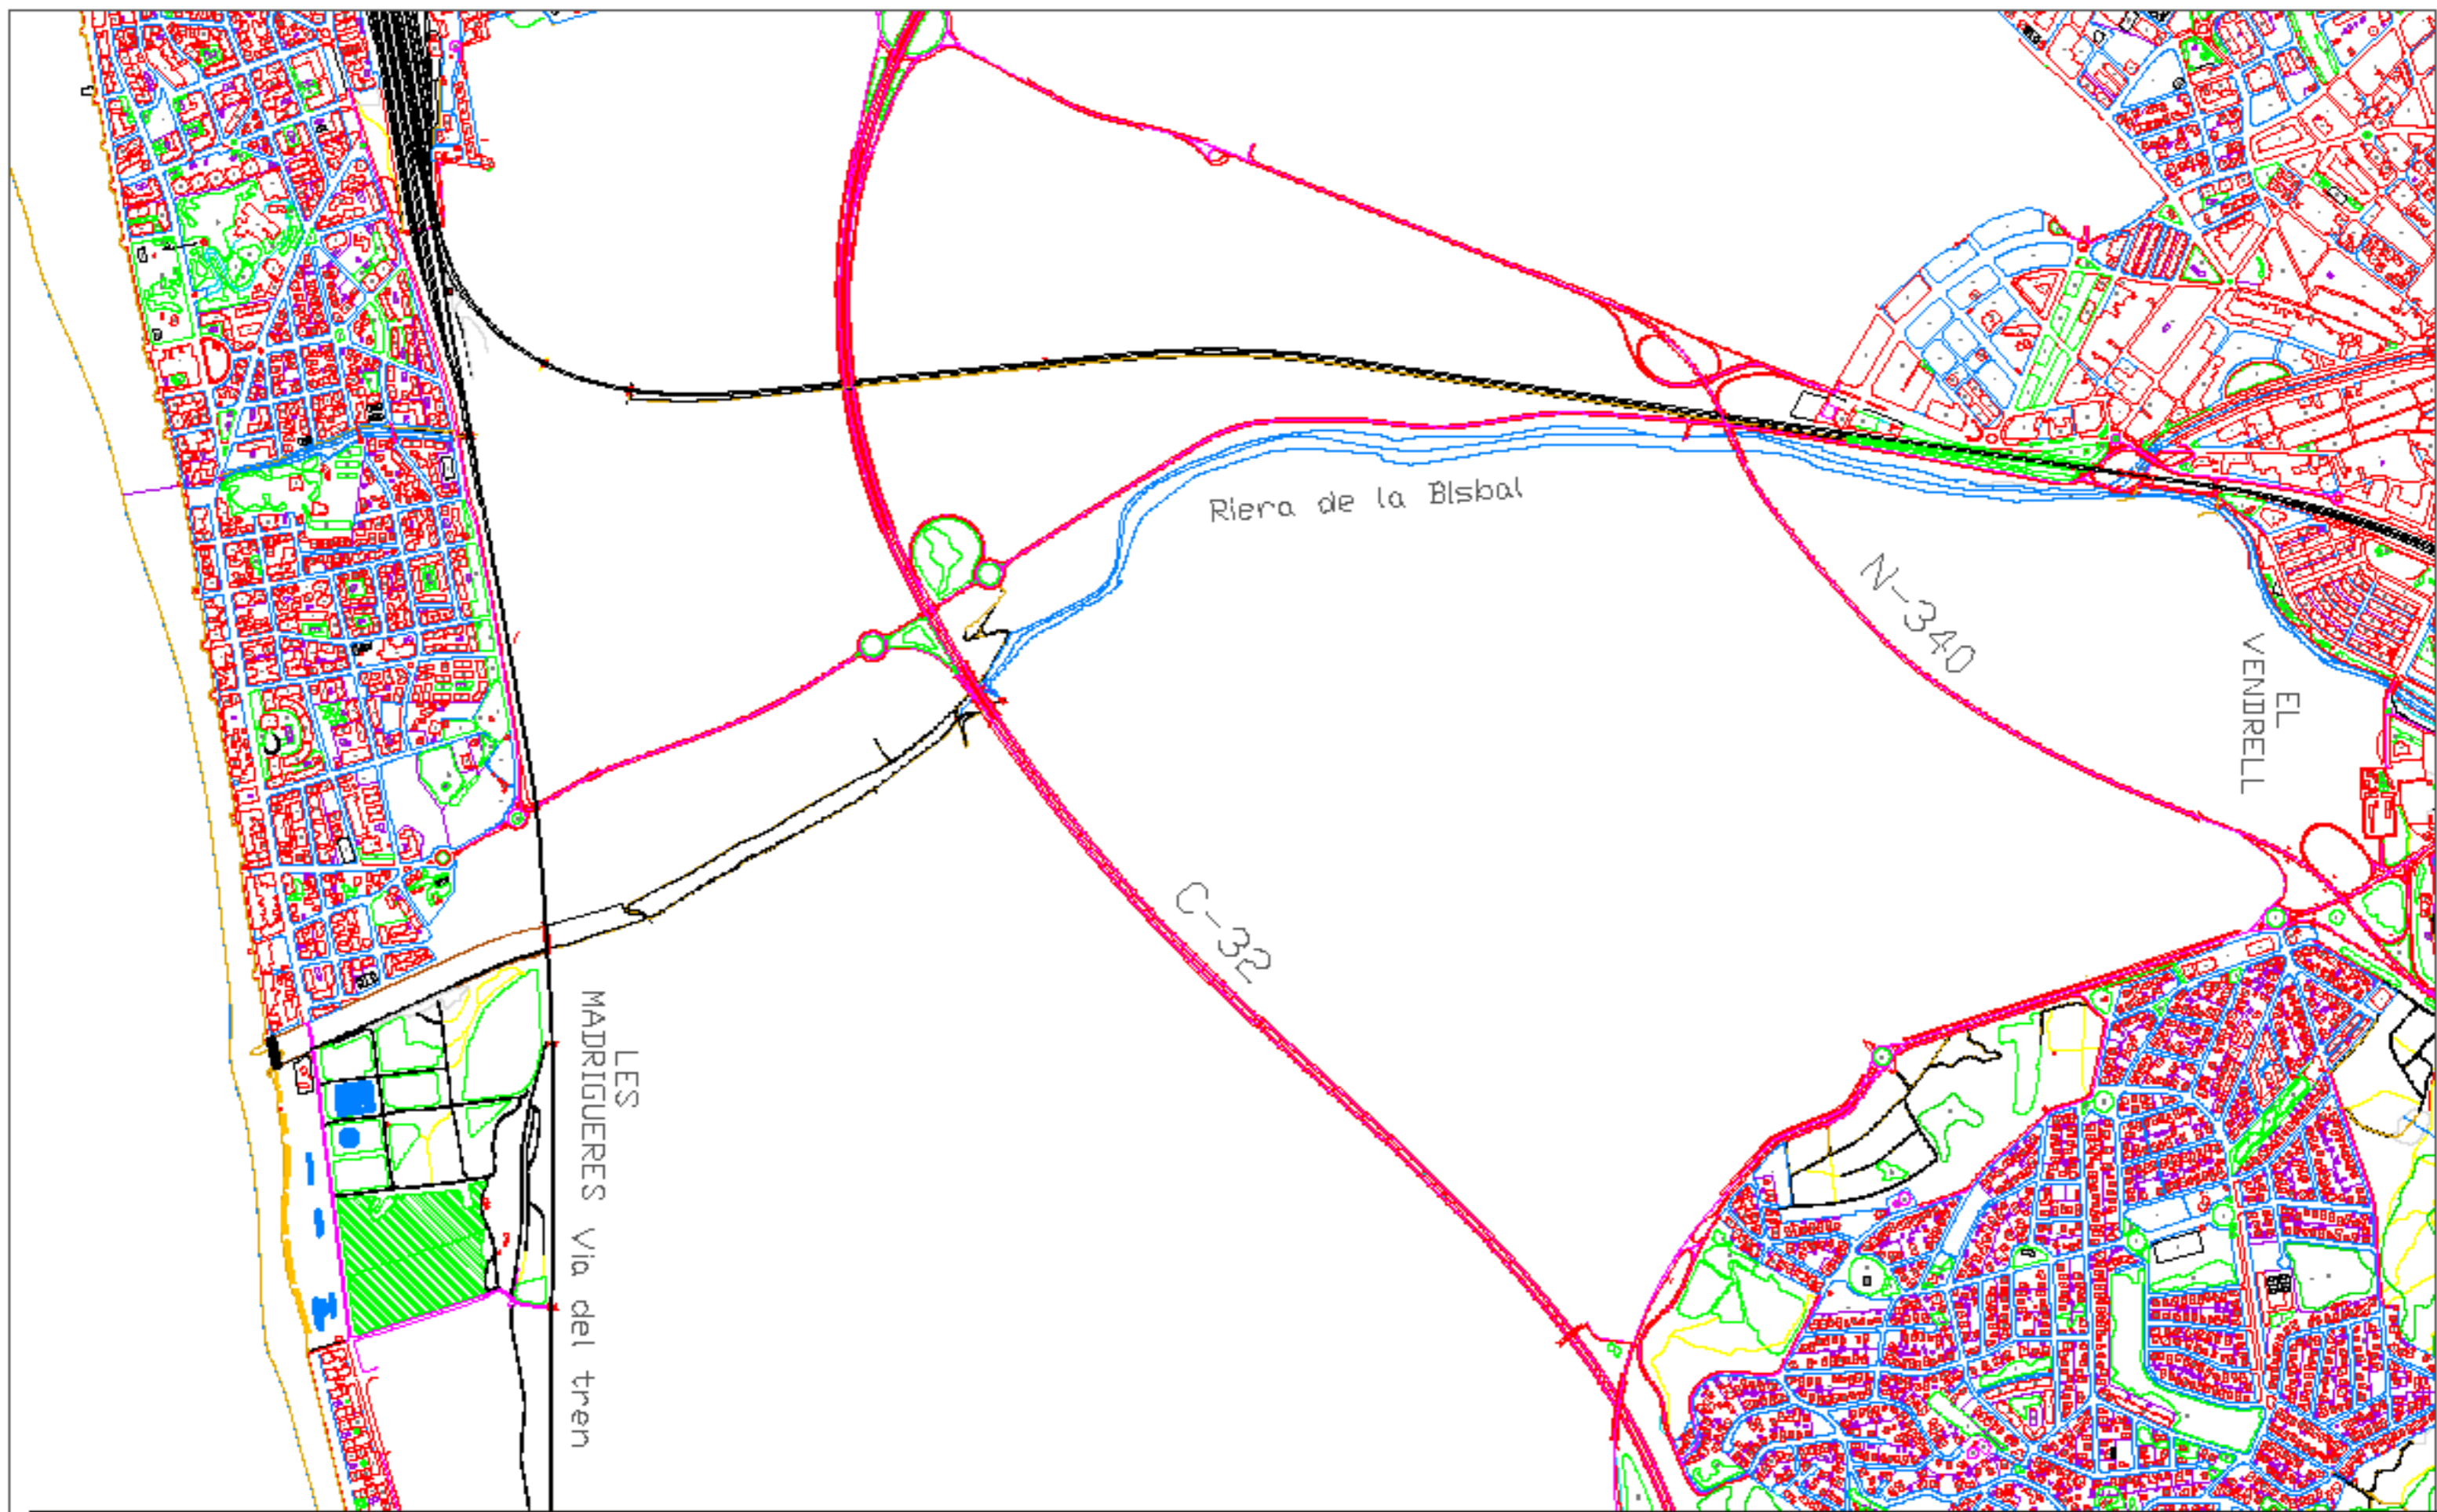 Riera de la BIsbal
N-340
EL
VENDRELL
C-32
LES
MADRIGUERES
Via del tren